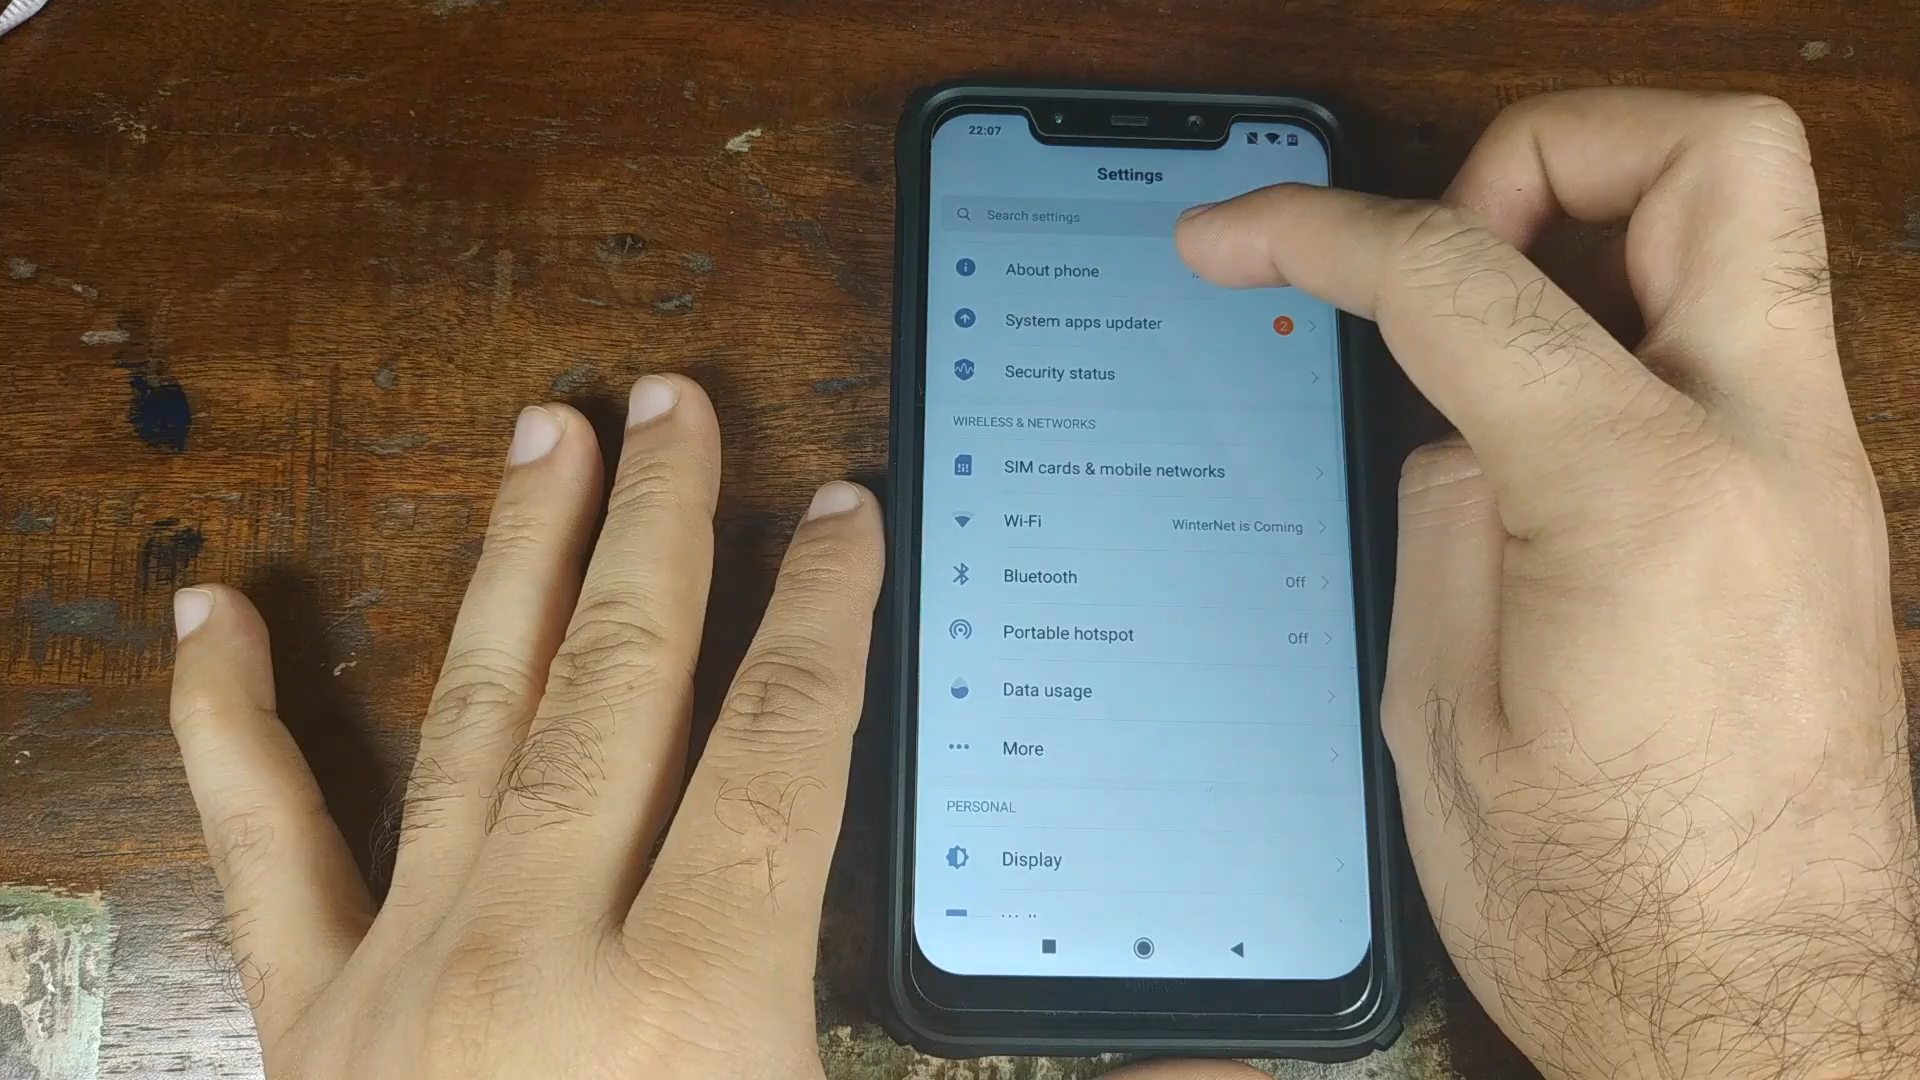 22:07
Settings
Search settings
About phone
System apps updater 2
Security status
WIRELESS & NETWORKS
SIM cards & mobile networks
Wi-Fi WinterNet is Coming
Bluetooth Off
Portable hotspot Off
Data usage
More
PERSONAL
Display